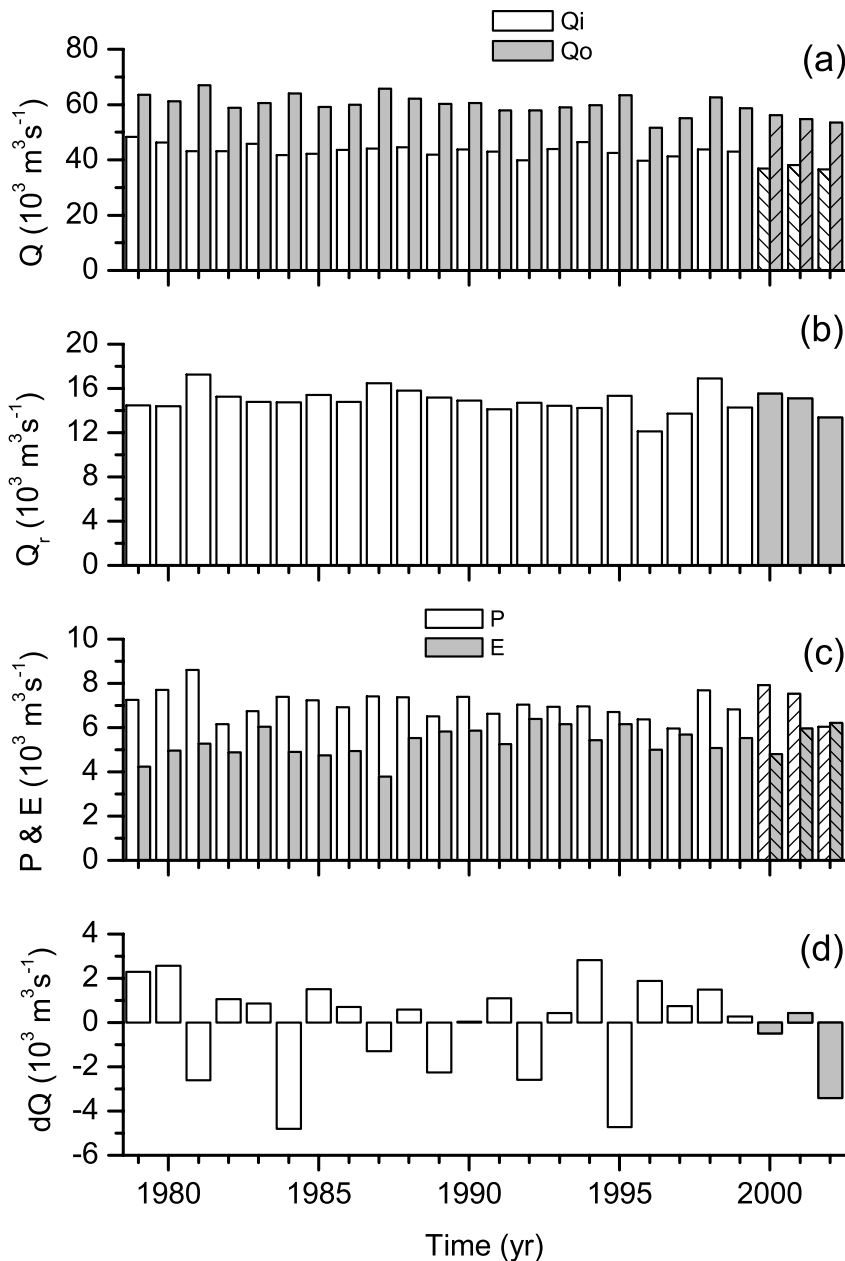 Qi
Qo
(a)
80
60
40
20
0
Q (10³ m³s⁻¹)
(b)
20
16
12
8
4
0
Qᵣ (10³ m³s⁻¹)
P
E
(c)
10
8
6
4
2
0
P & E (10³ m³s⁻¹)
(d)
4
2
0
-2
-4
-6
dQ (10³ m³s⁻¹)
1980 1985 1990 1995 2000
Time (yr)